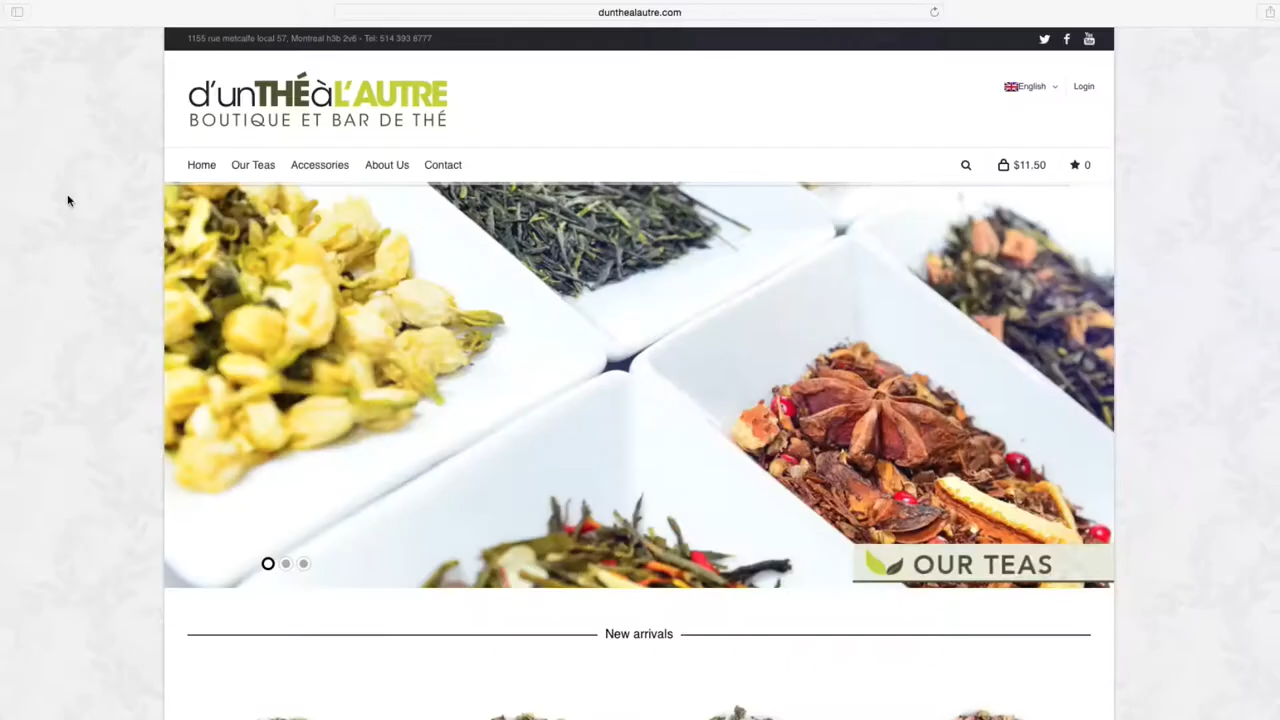 dunthealautre.com
1155 rue metcalfe local 57, Montreal h3b 2v6 - Tel: 514 393 8777
d'unTHÉàL'AUTRE
BOUTIQUE ET BAR DE THÉ
English
Login
Home Our Teas Accessories About Us Contact
$11.50 0
OUR TEAS
New arrivals